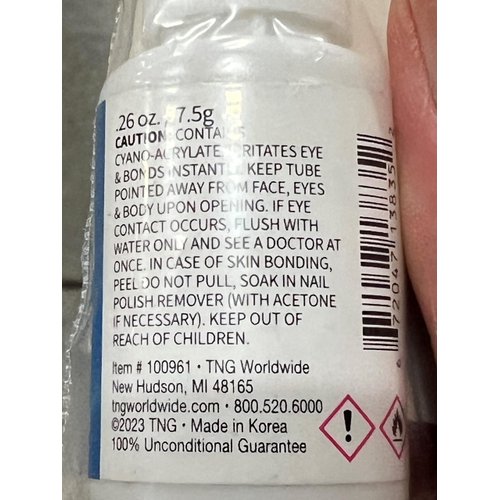 .26 oz. 7.5g
CAUTION: CONTAINS
CYANO-ACRYLATE IRRITATES EYE
& BONDS INSTANTLY. KEEP TUBE
POINTED AWAY FROM FACE, EYES
& BODY UPON OPENING. IF EYE
CONTACT OCCURS, FLUSH WITH
WATER ONLY AND SEE A DOCTOR AT
ONCE. IN CASE OF SKIN BONDING,
PEEL DO NOT PULL, SOAK IN NAIL
POLISH REMOVER (WITH ACETONE
IF NECESSARY). KEEP OUT OF
REACH OF CHILDREN.
Item # 100961 • TNG Worldwide
New Hudson, MI 48165
tngworldwide.com • 800.520.6000
©2023 TNG • Made in Korea
100% Unconditional Guarantee